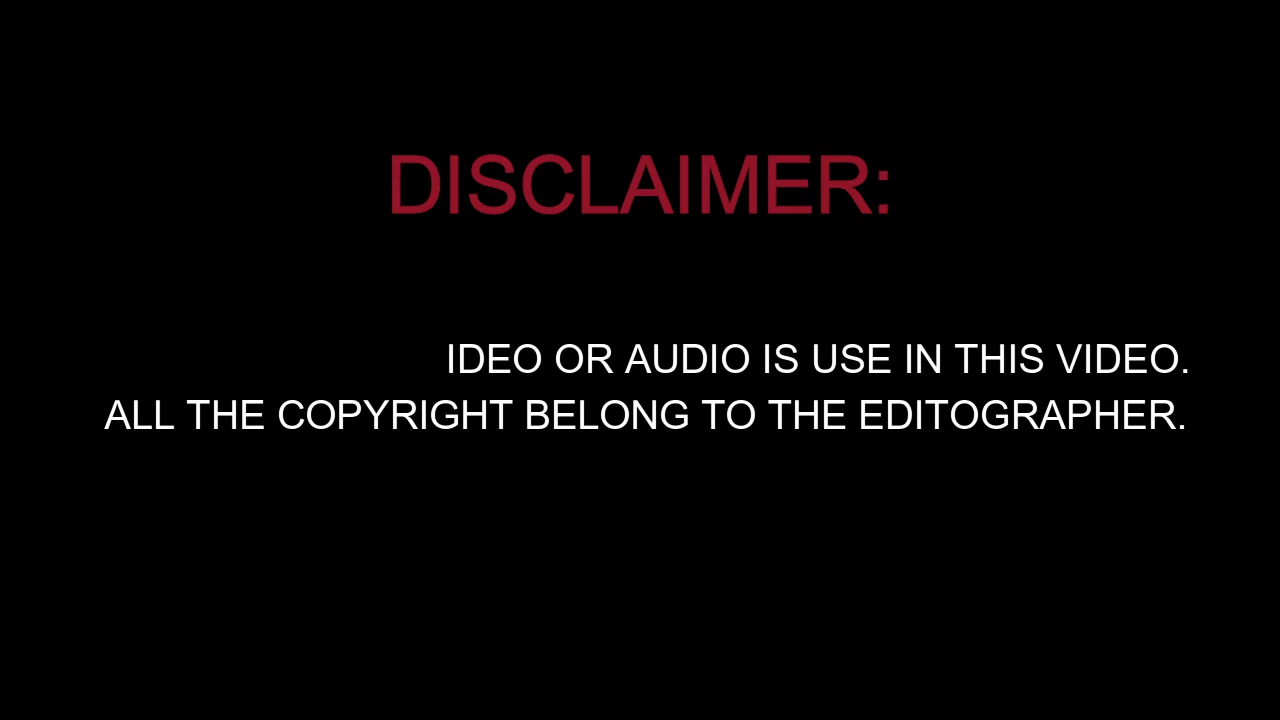 DISCLAIMER:
IDEO OR AUDIO IS USE IN THIS VIDEO.
ALL THE COPYRIGHT BELONG TO THE EDITOGRAPHER.